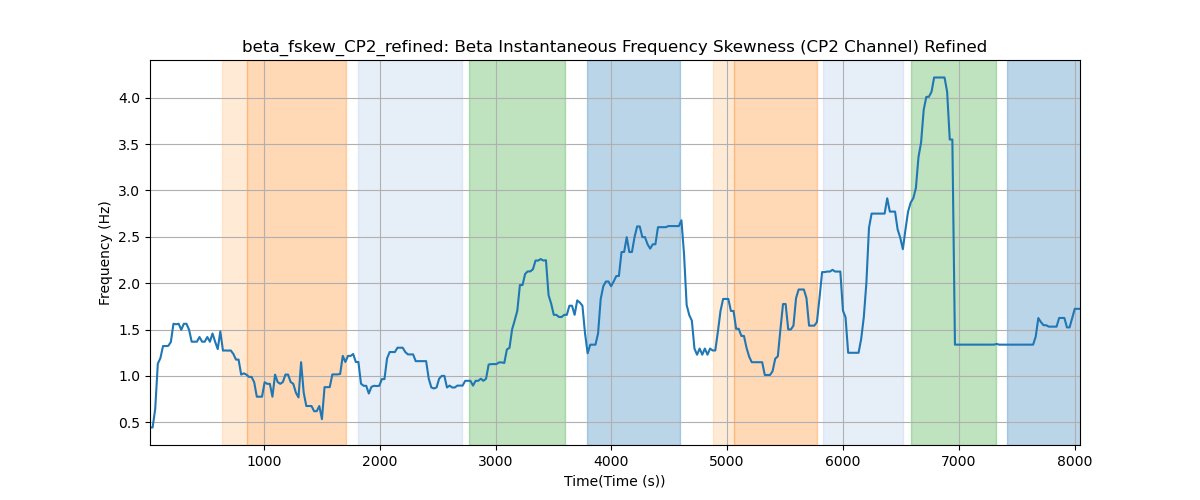 beta_fskew_CP2_refined: Beta Instantaneous Frequency Skewness (CP2 Channel) Refined
Frequency (Hz)
4.0
3.5
3.0
2.5
2.0
1.5
1.0
0.5
1000 2000 3000 4000 5000 6000 7000 8000
Time(Time (s))